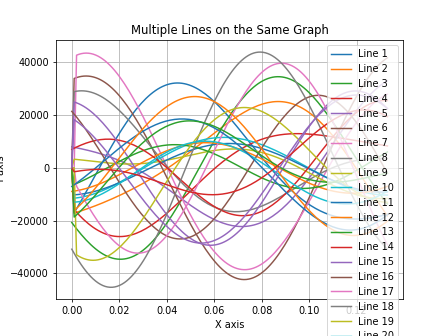 Multiple Lines on the Same Graph
40000
20000
0
−20000
−40000
axis
0.00
0.02
0.04
0.06
0.08
0.10
X axis
Line 1
Line 2
Line 3
Line 4
Line 5
Line 6
Line 7
Line 8
Line 9
Line 10
Line 11
Line 12
Line 13
Line 14
Line 15
Line 16
Line 17
Line 18
Line 19
Line 20